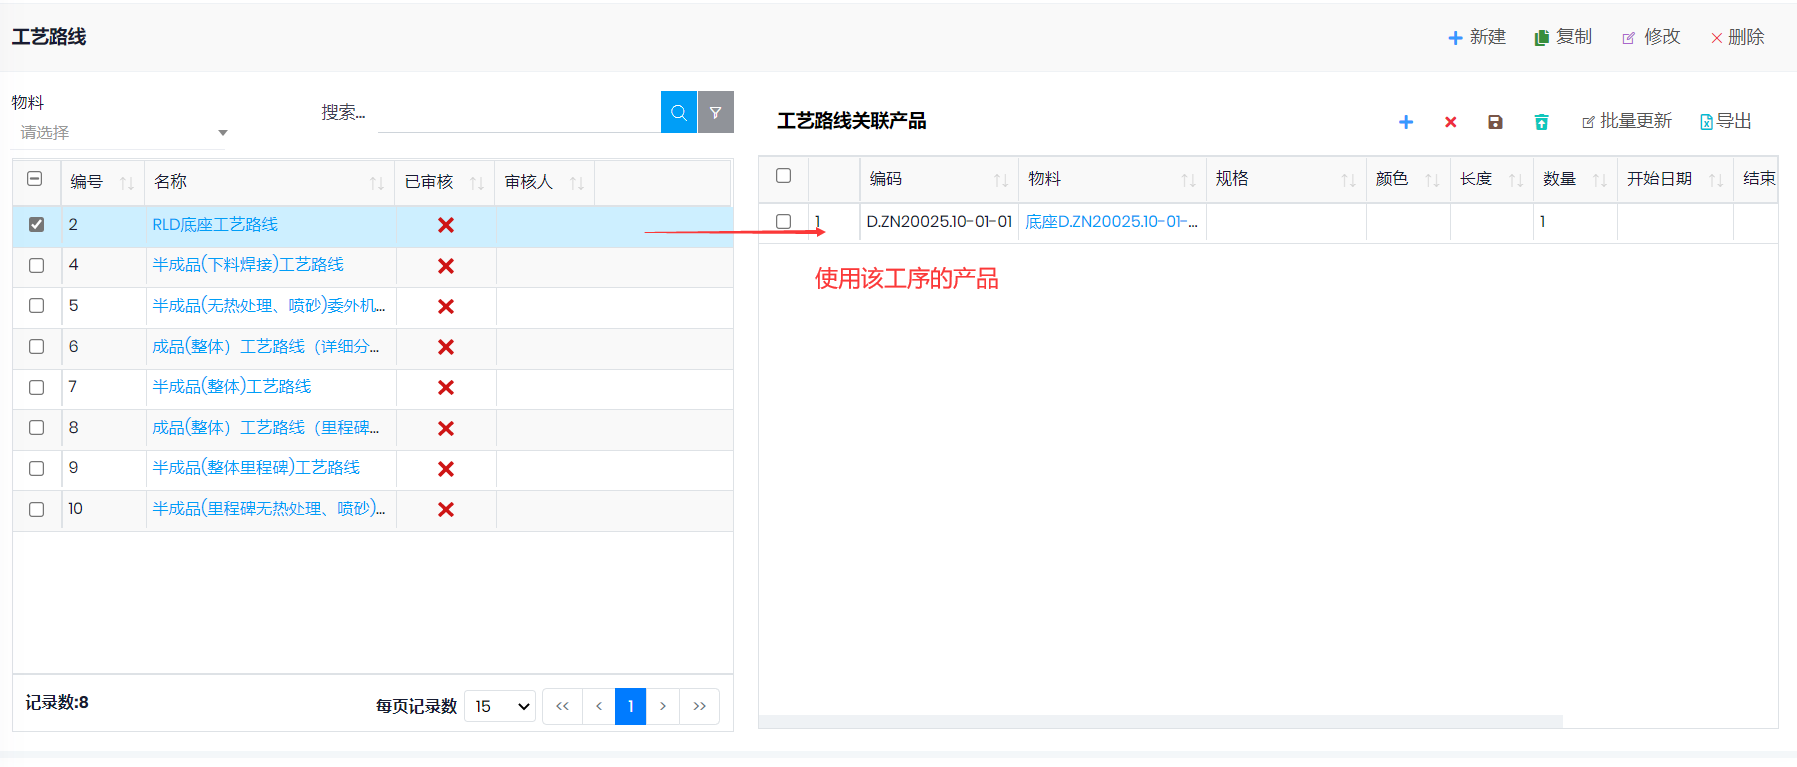 工艺路线
新建 复制 修改 删除
物料
请选择
搜索...
工艺路线关联产品
批量更新 导出
编号 名称 已审核 审核人
编码 物料 规格 颜色 长度 数量 开始日期 结束
2 RLD底座工艺路线
1 D.ZN20025.10-01-01 底座D.ZN20025.10-01-... 1
使用该工序的产品
4 半成品(下料焊接)工艺路线
5 半成品(无热处理、喷砂)委外机...
6 成品(整体）工艺路线（详细分...
7 半成品(整体)工艺路线
8 成品(整体）工艺路线（里程碑...
9 半成品(整体里程碑)工艺路线
10 半成品(里程碑无热处理、喷砂)...
记录数:8
每页记录数 15 << < 1 > >>